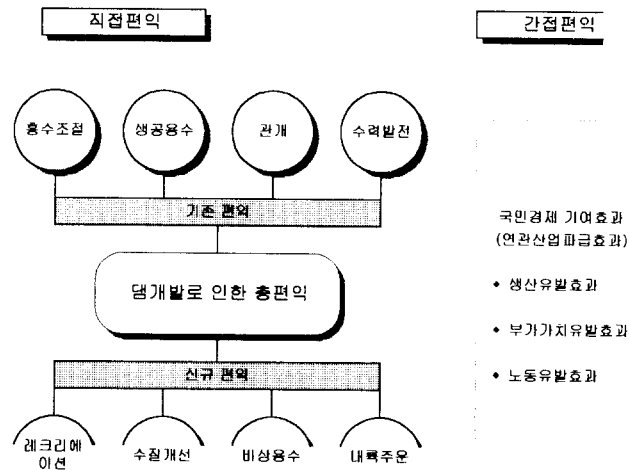 직접편익
간접편익
홍수조절
생공용수
관개
수력발전
기존 편익
댐개발로 인한 총편익
신규 편익
레크리에
이션
수질개선
비상용수
내륙주운
국민경제 기여효과
(연관산업파급효과)
◆ 생산유발효과
◆ 부가가치유발효과
◆ 노동유발효과